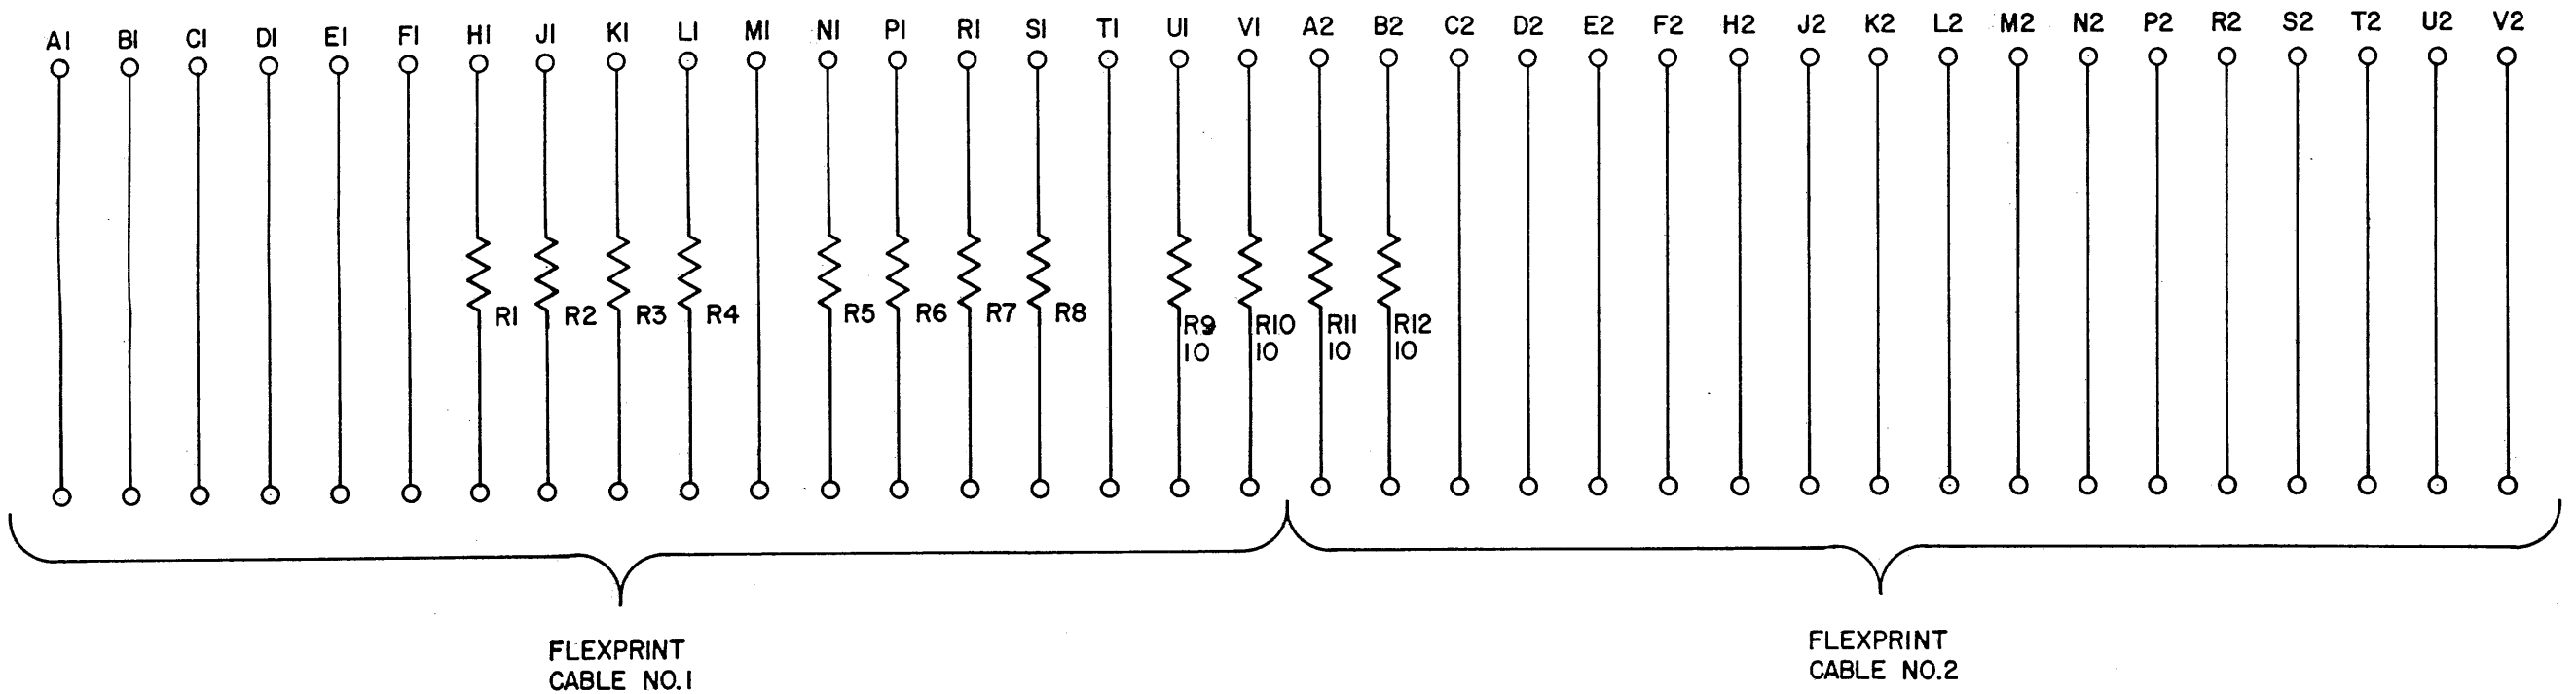 A1 B1 C1 D1 E1 F1 H1 J1 K1 L1 M1 N1 P1 R1 S1 T1 U1 V1 A2 B2 C2 D2 E2 F2 H2 J2 K2 L2 M2 N2 P2 R2 S2 T2 U2 V2
R1 R2 R3 R4 R5 R6 R7 R8
R9 R10 R11 R12
10 10 10 10
FLEXPRINT
CABLE NO.1
FLEXPRINT
CABLE NO.2